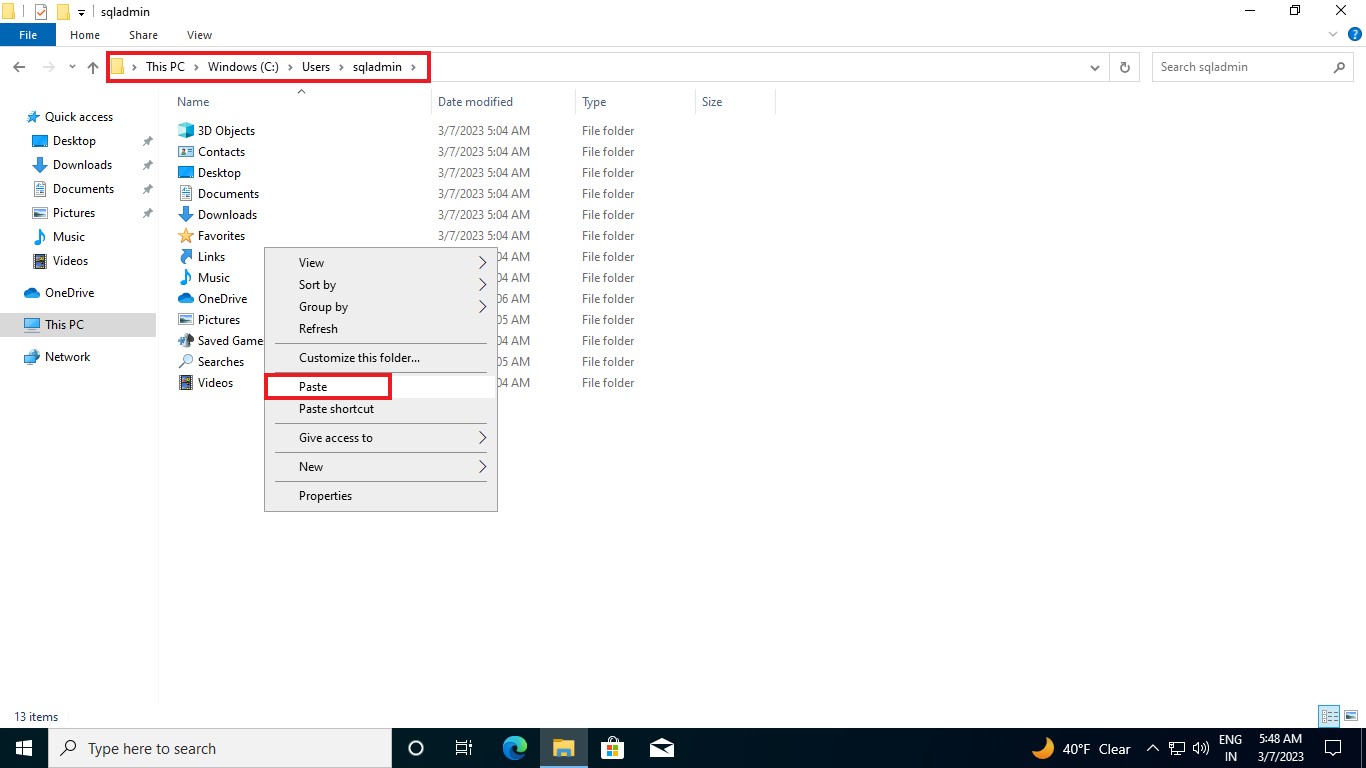 sqladmin
File Home Share View
This PC Windows (C:) Users sqladmin
Search sqladmin
Name Date modified Type Size
Quick access
Desktop
Downloads
Documents
Pictures
Music
Videos
OneDrive
This PC
Network
3D Objects 3/7/2023 5:04 AM File folder
Contacts 3/7/2023 5:04 AM File folder
Desktop 3/7/2023 5:04 AM File folder
Documents 3/7/2023 5:04 AM File folder
Downloads 3/7/2023 5:04 AM File folder
Favorites 3/7/2023 5:04 AM File folder
Links 04 AM File folder
Music 04 AM File folder
OneDrive 06 AM File folder
Pictures 05 AM File folder
Saved Game 04 AM File folder
Searches 05 AM File folder
Videos 04 AM File folder
View
Sort by
Group by
Refresh
Customize this folder...
Paste
Paste shortcut
Give access to
New
Properties
13 items
Type here to search
40°F Clear
ENG
IN
5:48 AM
3/7/2023